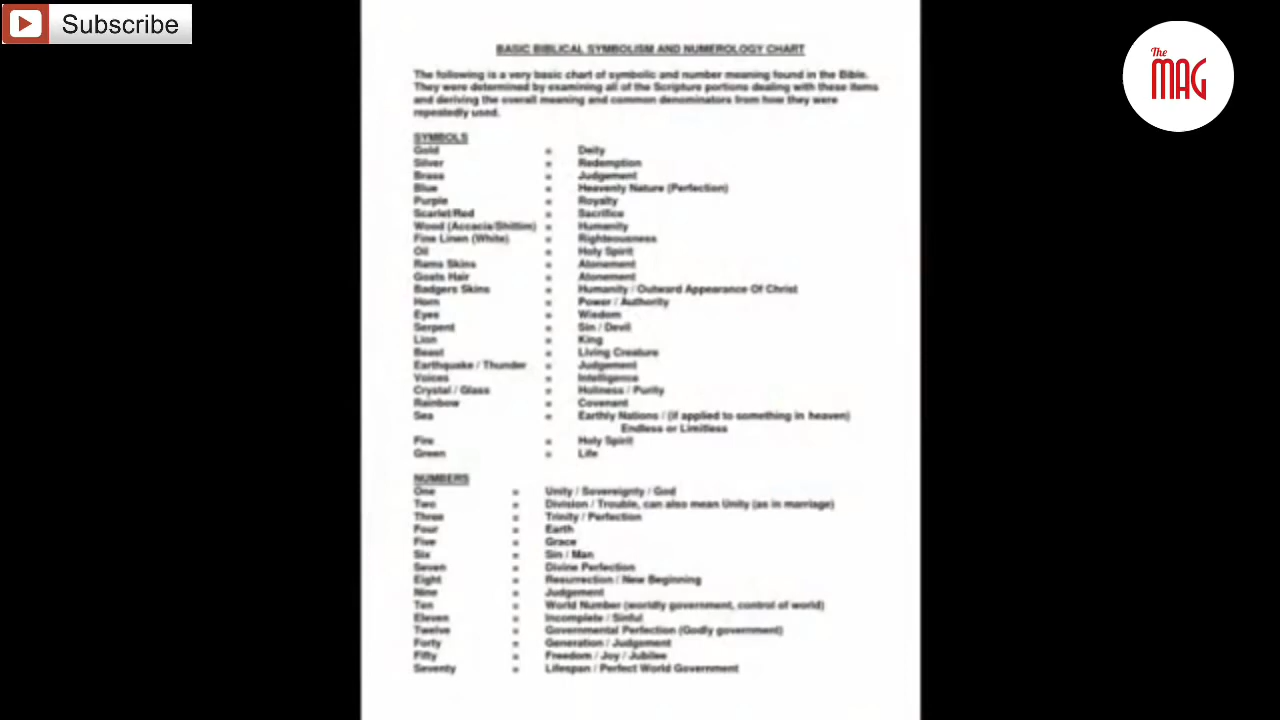 Subscribe
The
MAG
BASIC BIBLICAL SYMBOLISM AND NUMEROLOGY CHART
The following is a very basic chart of symbolic and number meaning found in the Bible.
They were determined by examining all of the Scripture portions dealing with these items
and deriving the overall meaning and common denominators from how they were
repeatedly used.
SYMBOLS
Gold = Deity
Silver = Redemption
Brass = Judgement
Blue = Heavenly Nature (Perfection)
Purple = Royalty
Scarlet/Red = Sacrifice
Wood (Accacia/Shittim) = Humanity
Fine Linen (White) = Righteousness
Oil = Holy Spirit
Rams Skins = Atonement
Goats Hair = Atonement
Badgers Skins = Humanity / Outward Appearance Of Christ
Horn = Power / Authority
Eyes = Wisdom
Serpent = Sin / Devil
Lion = King
Beast = Living Creature
Earthquake / Thunder = Judgement
Voices = Intelligence
Crystal / Glass = Holiness / Purity
Rainbow = Covenant
Sea = Earthly Nations / (if applied to something in heaven)
Endless or Limitless
Fire = Holy Spirit
Green = Life
NUMBERS
One = Unity / Sovereignty / God
Two = Division / Trouble, can also mean Unity (as in marriage)
Three = Trinity / Perfection
Four = Earth
Five = Grace
Six = Sin / Man
Seven = Divine Perfection
Eight = Resurrection / New Beginning
Nine = Judgement
Ten = World Number (worldly government, control of world)
Eleven = Incomplete / Sinful
Twelve = Governmental Perfection (Godly government)
Forty = Generation / Judgement
Fifty = Freedom / Joy / Jubilee
Seventy = Lifespan / Perfect World Government